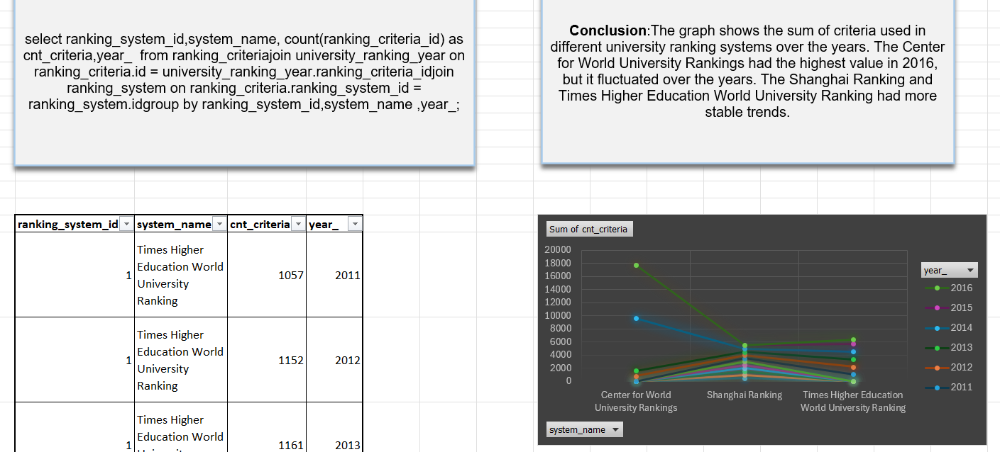 select ranking_system_id,system_name, count(ranking_criteria_id) as
cnt_criteria,year_ from ranking_criteriajoin university_ranking_year on
ranking_criteria.id = university_ranking_year.ranking_criteria_idjoin
ranking_system on ranking_criteria.ranking_system_id =
ranking_system.idgroup by ranking_system_id,system_name ,year_;
Conclusion:The graph shows the sum of criteria used in
different university ranking systems over the years. The Center
for World University Rankings had the highest value in 2016,
but it fluctuated over the years. The Shanghai Ranking and
Times Higher Education World University Ranking had more
stable trends.
ranking_system_id system_name cnt_criteria year_
Times Higher
Education World
University
Ranking
1 1057 2011
Times Higher
Education World
University
Ranking
1 1152 2012
Times Higher
Education World
1 1161 2013
Sum of cnt_criteria
20000
18000
16000
14000
12000
10000
8000
6000
4000
2000
0
Center for World
University Rankings
Shanghai Ranking
Times Higher Education
World University Ranking
year_
2016
2015
2014
2013
2012
2011
system_name